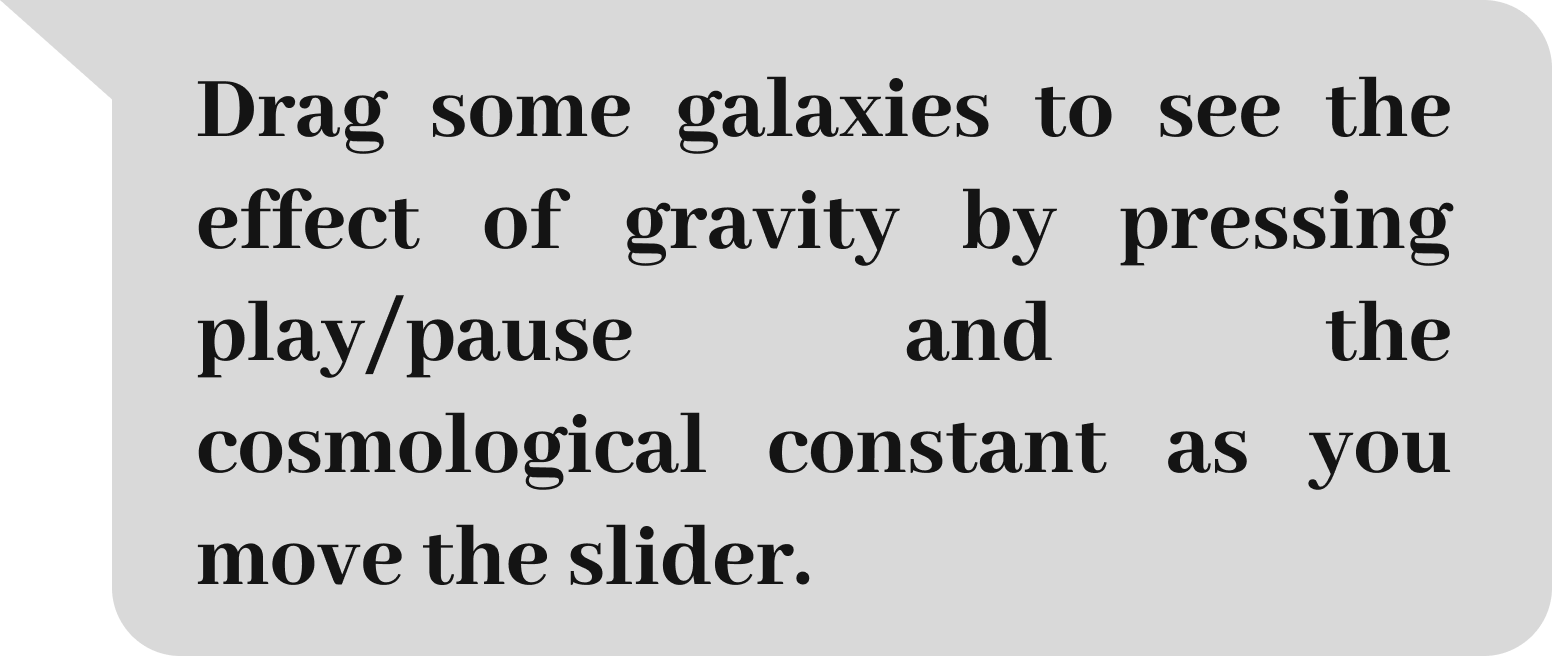 Drag some galaxies to see the
effect of gravity by pressing
play/pause and the
cosmological constant as you
move the slider.